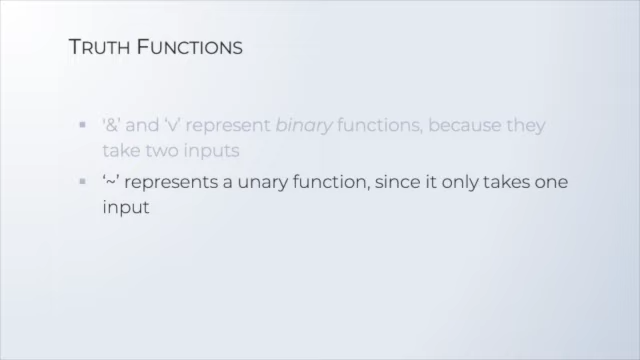 TRUTH FUNCTIONS
▪ '&’ and ‘v’ represent binary functions, because they
take two inputs
▪ ‘~’ represents a unary function, since it only takes one
input